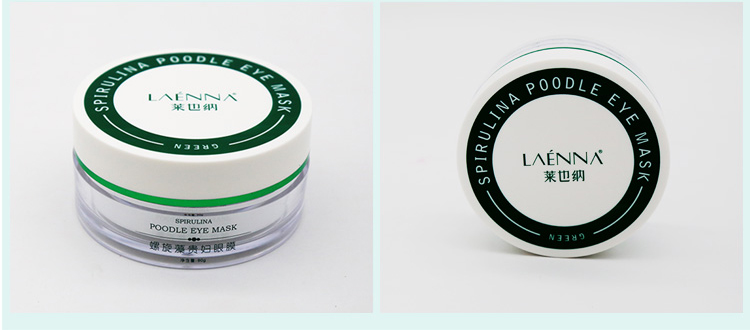 SPIRULINA POODLE EYE MASK
LAÉNNA®
莱也纳
GREEN
SPIRULINA
POODLE EYE MASK
螺旋藻贵妇眼膜
SPIRULINA POODLE EYE MASK
LAÉNNA®
莱也纳
GREEN